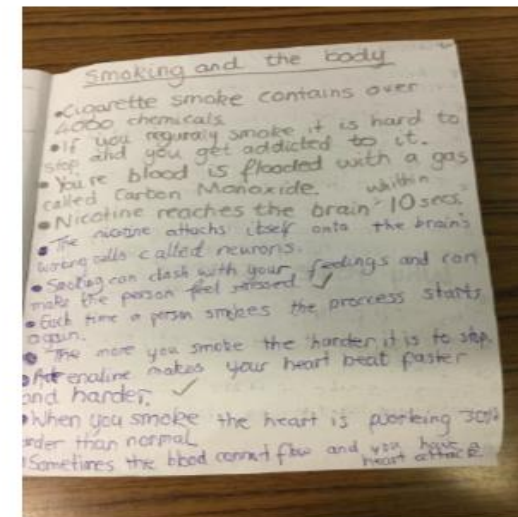 Smoking and the body
•Cigarette smoke contains over
4000 chemicals
•If you reguraly smoke it is hard to
stop and you get addicted to it.
•You're blood is flooded with a gas
called Carbon Monoxide.
•Nicotine reaches the brain whithin 10 secs
•The nicotine attachs itself onto the brain's
working cells called neurons.
•Smoking can clash with your feelings and can
make the person feel relaxed
•Each time a person smokes the proccess starts
again.
•The more you smoke the harder it is to stop.
•Adrenaline makes your heart beat faster
and harder.
•When you smoke the heart is working 30%
harder than normal
•Sometimes the blood cannot flow and you have a
heart attack